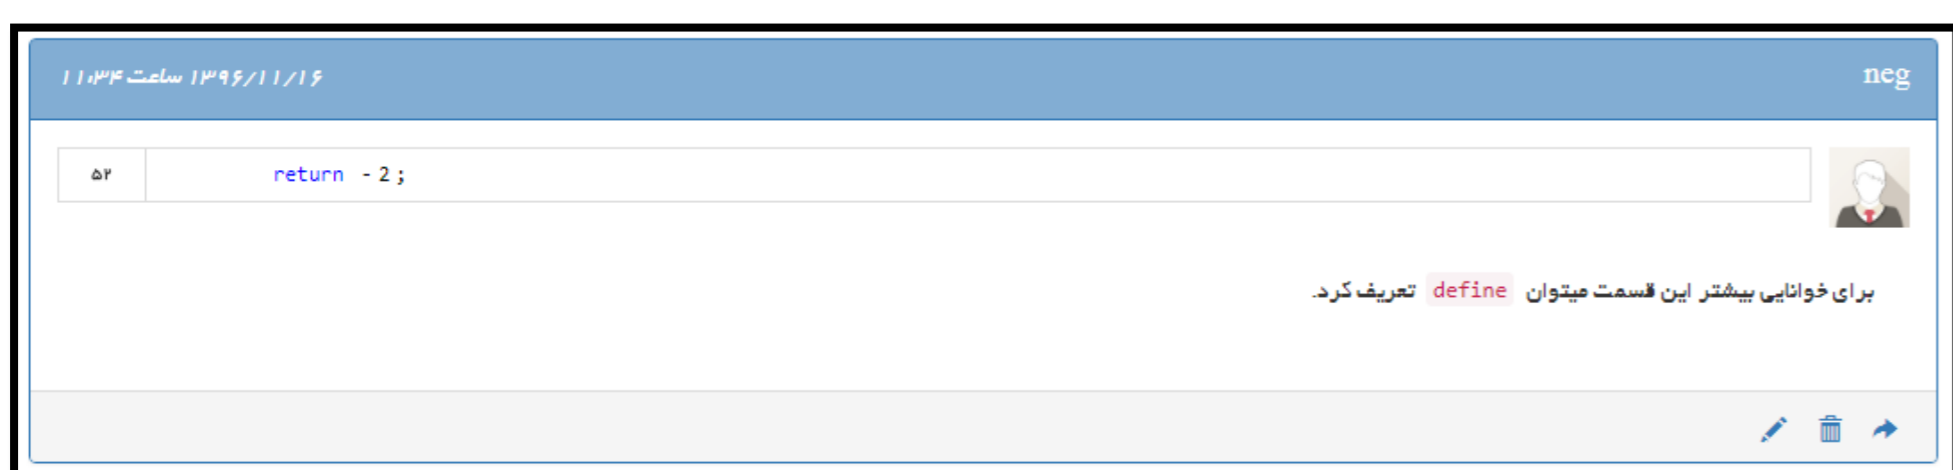 neg
۱۳۹۶/۱۱/۱۶ ساعت ۱۱:۳۴
۵۲ return -2;
برای خوانایی بیشتر این قسمت میتوان define تعریف کرد.